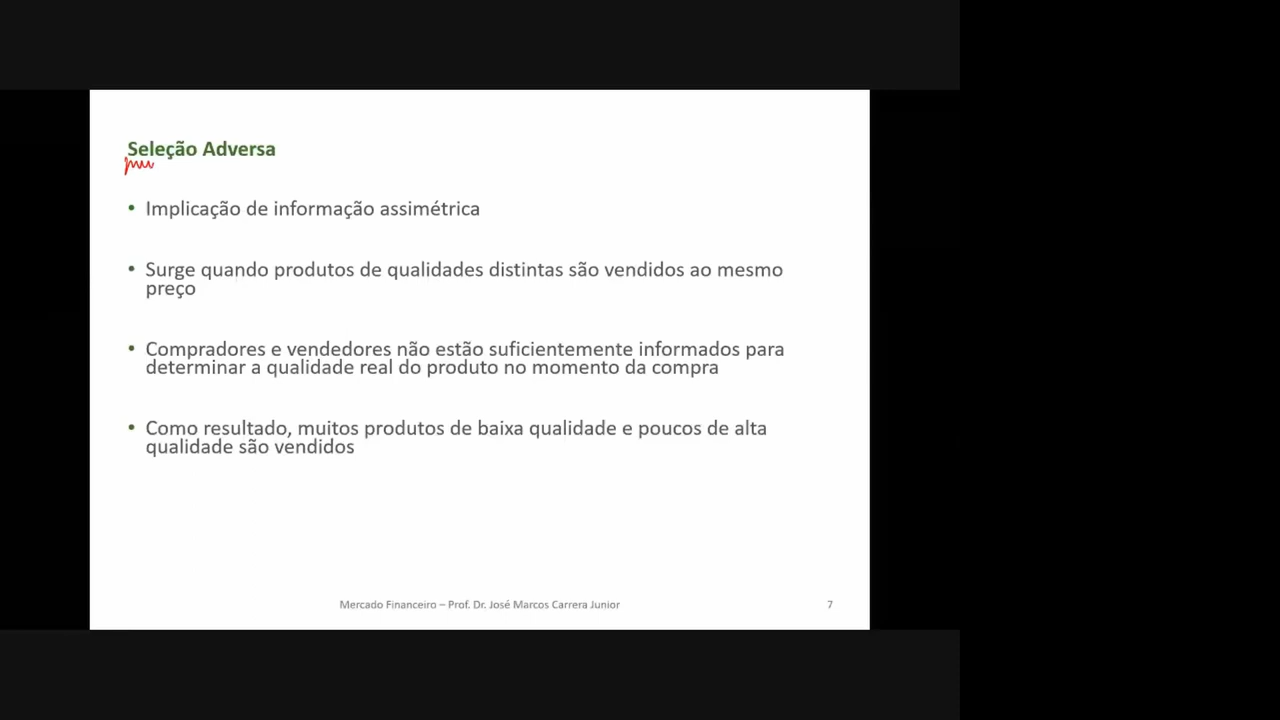 Seleção Adversa
• Implicação de informação assimétrica
• Surge quando produtos de qualidades distintas são vendidos ao mesmo
preço
• Compradores e vendedores não estão suficientemente informados para
determinar a qualidade real do produto no momento da compra
• Como resultado, muitos produtos de baixa qualidade e poucos de alta
qualidade são vendidos
Mercado Financeiro – Prof. Dr. José Marcos Carrera Junior
7